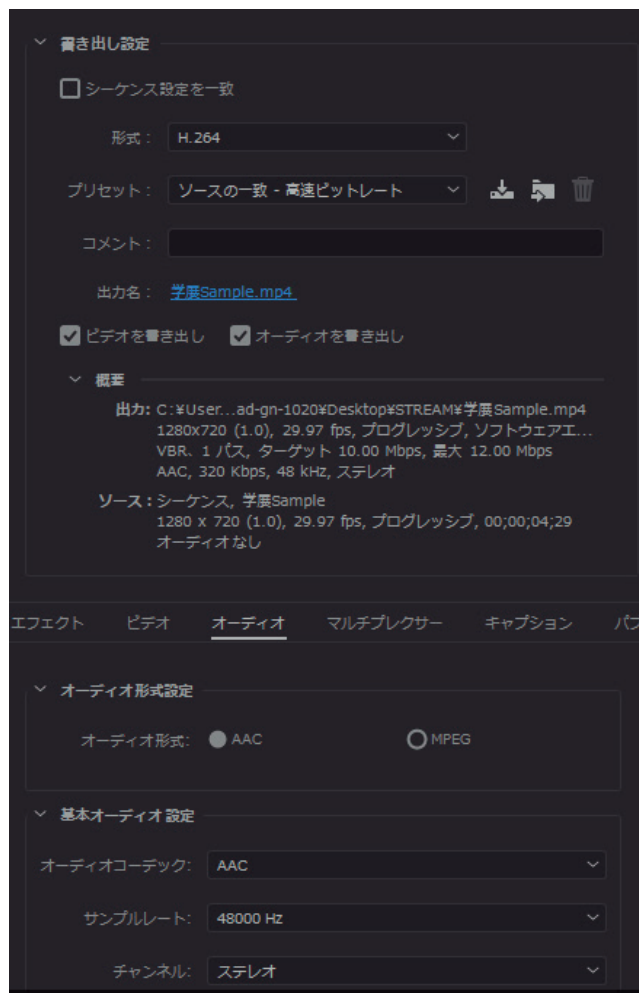 書き出し設定
シーケンス設定を一致
形式： H.264
プリセット： ソースの一致 - 高速ビットレート
コメント：
出力名： 学展Sample.mp4
ビデオを書き出し オーディオを書き出し
概要
出力: C:¥User...ad-gn-1020¥Desktop¥STREAM¥学展Sample.mp4
1280x720 (1.0), 29.97 fps, プログレッシブ, ソフトウェアエ...
VBR、1 パス, ターゲット 10.00 Mbps, 最大 12.00 Mbps
AAC, 320 Kbps, 48 kHz, ステレオ
ソース：シーケンス, 学展Sample
1280 x 720 (1.0), 29.97 fps, プログレッシブ, 00;00;04;29
オーディオなし
エフェクト ビデオ オーディオ マルチプレクサー キャプション パブ
オーディオ形式設定
オーディオ形式: AAC MPEG
基本オーディオ設定
オーディオコーデック: AAC
サンプルレート: 48000 Hz
チャンネル: ステレオ